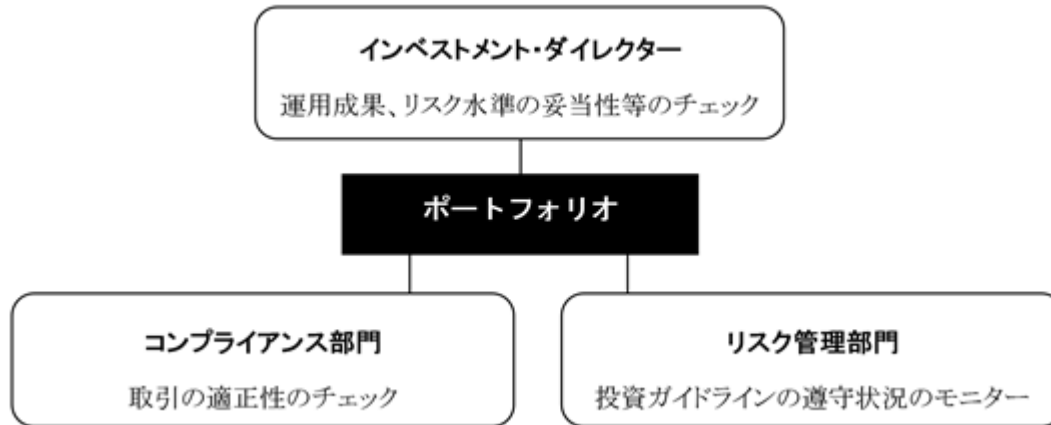 インベストメント・ダイレクター
運用成果、リスク水準の妥当性等のチェック
ポートフォリオ
コンプライアンス部門
取引の適正性のチェック
リスク管理部門
投資ガイドラインの遵守状況のモニター